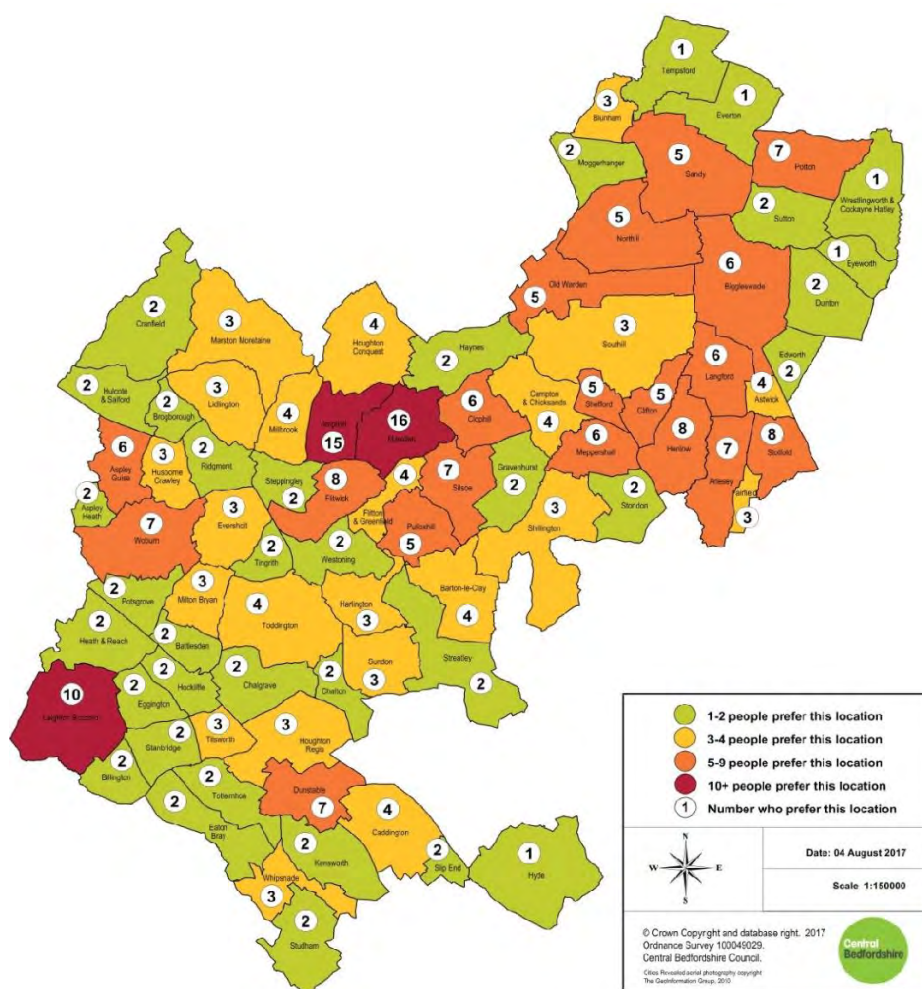 1
Tempsford
3
Blunham
1
Everton
2
Moggerhanger
5
Sandy
7
Potton
1
Wrestlingworth &
Cockayne Hatley
2
Sutton
5
Northill
1
Eyeworth
6
Biggleswade
2
Dunton
Old Warden
5
2
Cranfield
3
Marston Moretaine
4
Houghton
Conquest
Haynes
2
3
Southill
Edworth
2
6
Langford
2
Hulcote
& Salford
2
Brogborough
3
Lidlington
4
Millbrook
15
16
6
Clophill
Campton
& Chicksands
4
5
Shefford
5
Clifton
4
Astwick
6
Aspley
Guise
3
Husborne
Crawley
2
Ridgmont
Steppingley
2
8
Flitwick
4
Flitton
& Greenfield
7
Silsoe
Gravenhurst
2
6
Meppershall
8
Henlow
7
Arlesey
8
Stotfold
Fairfield
3
2
Aspley
Heath
7
Woburn
3
Eversholt
2
Tingrith
2
Westoning
Pulloxhill
5
3
Shillington
2
Stondon
2
Potsgrove
3
Milton Bryan
4
Toddington
Harlington
3
Barton-le-Clay
4
Heath & Reach
2
2
Battlesden
2
Hockliffe
2
Eggington
2
Chalgrave
2
Chalton
Sundon
3
Streatley
2
10
Leighton Buzzard
2
Stanbridge
3
Tilsworth
3
Houghton
Regis
2
Billington
2
Totternhoe
Dunstable
7
2
Eaton
Bray
4
Caddington
2
Kensworth
2
Slip End
1
Hyde
Whipsnade
3
2
Studham
1-2 people prefer this location
3-4 people prefer this location
5-9 people prefer this location
10+ people prefer this location
1 Number who prefer this location
N
W E
S
Date: 04 August 2017
Scale 1:150000
© Crown Copyright and database right. 2017
Ordnance Survey 100049029.
Central Bedfordshire Council.
Cities Revealed aerial photography copyright
The GeoInformation Group, 2010
Central
Bedfordshire